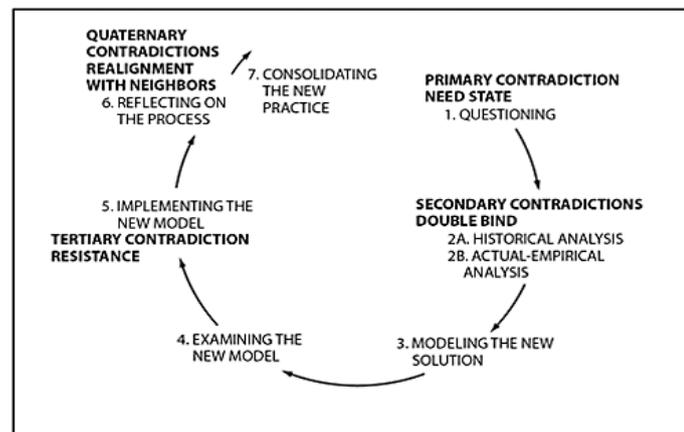 QUATERNARY
CONTRADICTIONS
REALIGNMENT
WITH NEIGHBORS
6. REFLECTING ON
THE PROCESS
7. CONSOLIDATING
THE NEW
PRACTICE
PRIMARY CONTRADICTION
NEED STATE
1. QUESTIONING
SECONDARY CONTRADICTIONS
DOUBLE BIND
2A. HISTORICAL ANALYSIS
2B. ACTUAL-EMPIRICAL
ANALYSIS
5. IMPLEMENTING THE
NEW MODEL
TERTIARY CONTRADICTION
RESISTANCE
4. EXAMINING THE
NEW MODEL
3. MODELING THE NEW
SOLUTION